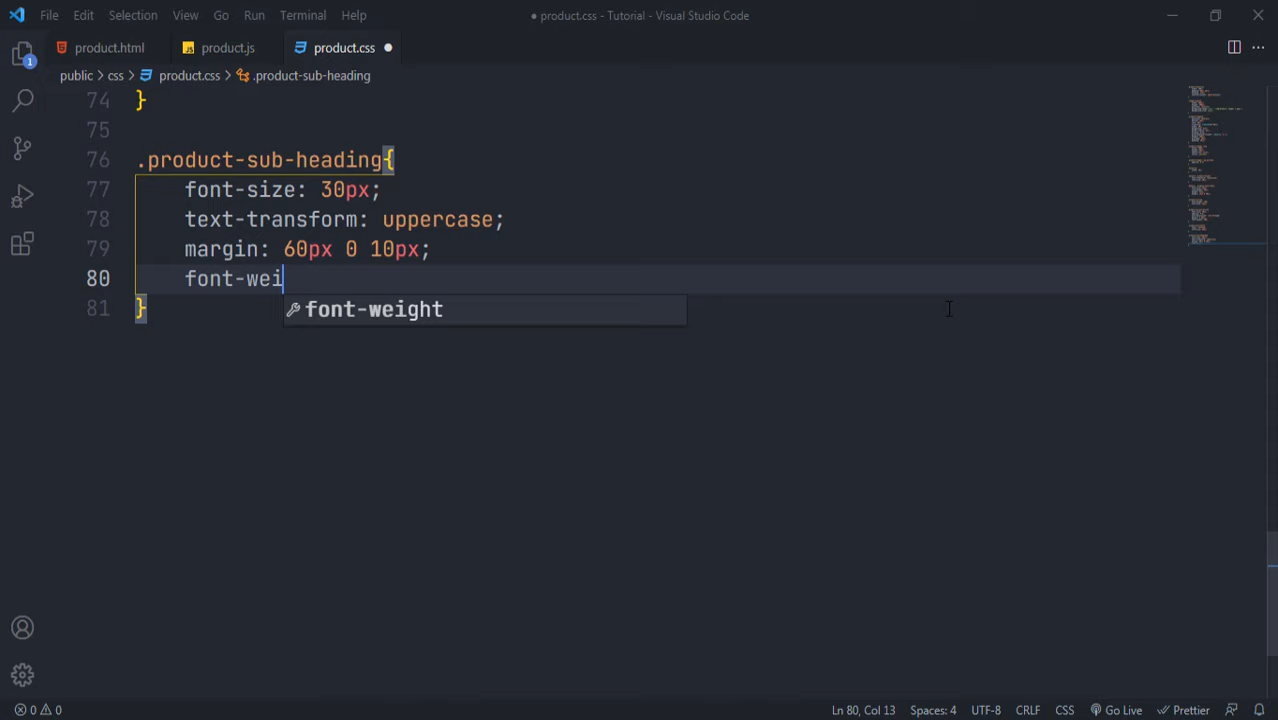 File Edit Selection View Go Run Terminal Help ● product.css - Tutorial - Visual Studio Code
product.html JS product.js product.css ●
public > css > product.css > .product-sub-heading
74 }
75
76 .product-sub-heading{
77 font-size: 30px;
78 text-transform: uppercase;
79 margin: 60px 0 10px;
80 font-wei
font-weight
81 }
1
0 0 Ln 80, Col 13 Spaces: 4 UTF-8 CRLF CSS Go Live Prettier